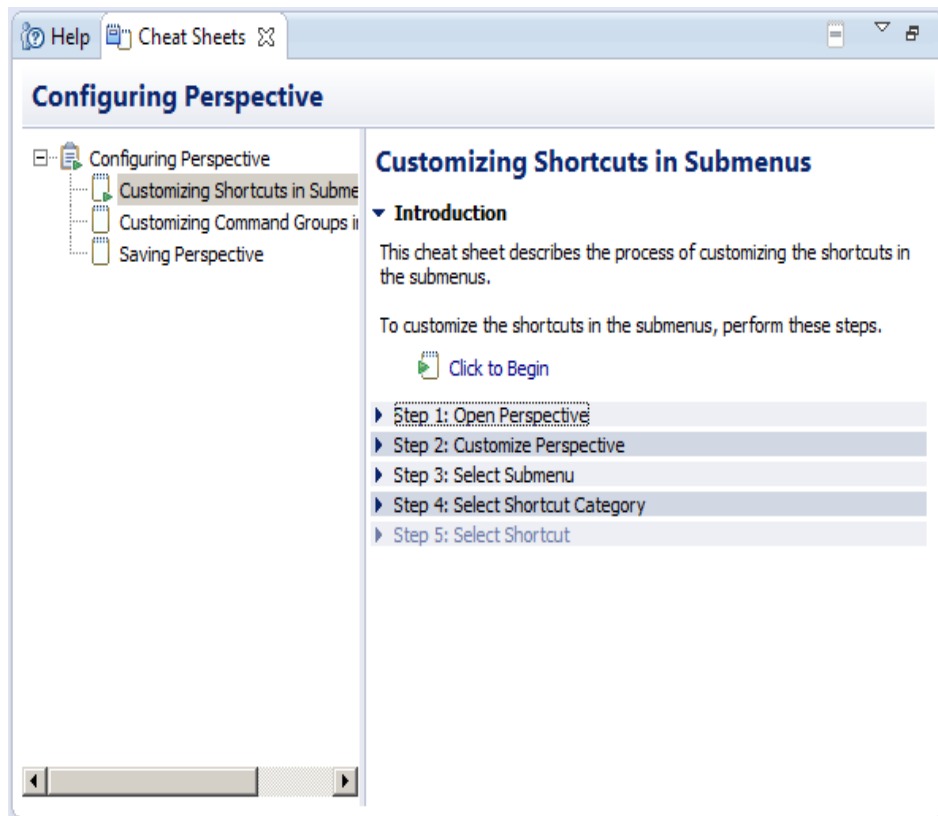 Help
Cheat Sheets
Configuring Perspective
Configuring Perspective
Customizing Shortcuts in Subme
Customizing Command Groups i
Saving Perspective
Customizing Shortcuts in Submenus
Introduction
This cheat sheet describes the process of customizing the shortcuts in
the submenus.
To customize the shortcuts in the submenus, perform these steps.
Click to Begin
Step 1: Open Perspective
Step 2: Customize Perspective
Step 3: Select Submenu
Step 4: Select Shortcut Category
Step 5: Select Shortcut